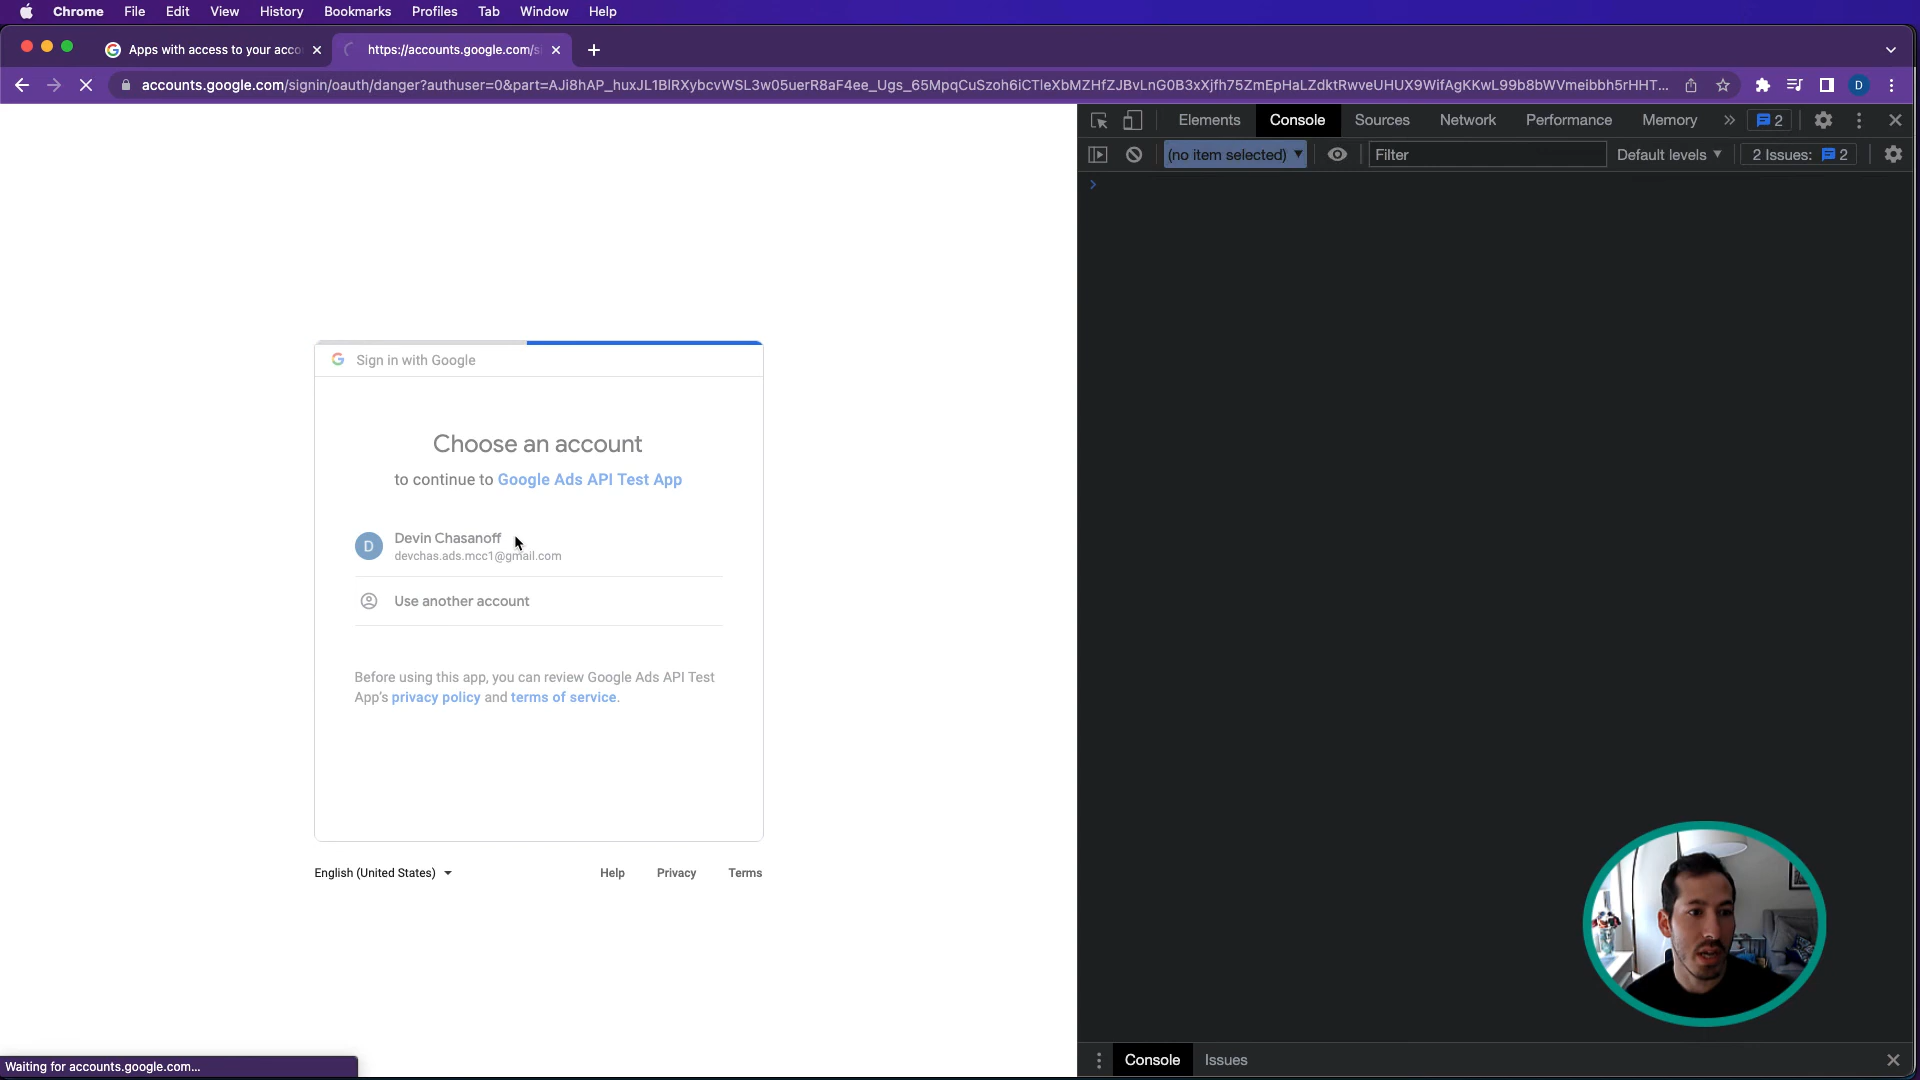 Chrome File Edit View History Bookmarks Profiles Tab Window Help
Apps with access to your acco
https://accounts.google.com/si
accounts.google.com/signin/oauth/danger?authuser=0&part=AJi8hAP_huxJL1BlRXybcvWSL3w05uerR8aF4ee_Ugs_65MpqCuSzoh6iCTleXbMZHfZJBvLnG0B3xXjfh75ZmEpHaLZdktRwveUHUX9WifAgKKwL99b8bWVmeibbh5rHHT...
D
Elements Console Sources Network Performance Memory 2
(no item selected) Filter Default levels 2 Issues: 2
Sign in with Google
Choose an account
to continue to Google Ads API Test App
D
Devin Chasanoff
devchas.ads.mcc1@gmail.com
Use another account
Before using this app, you can review Google Ads API Test
App's privacy policy and terms of service.
English (United States) Help Privacy Terms
Waiting for accounts.google.com...
Console Issues